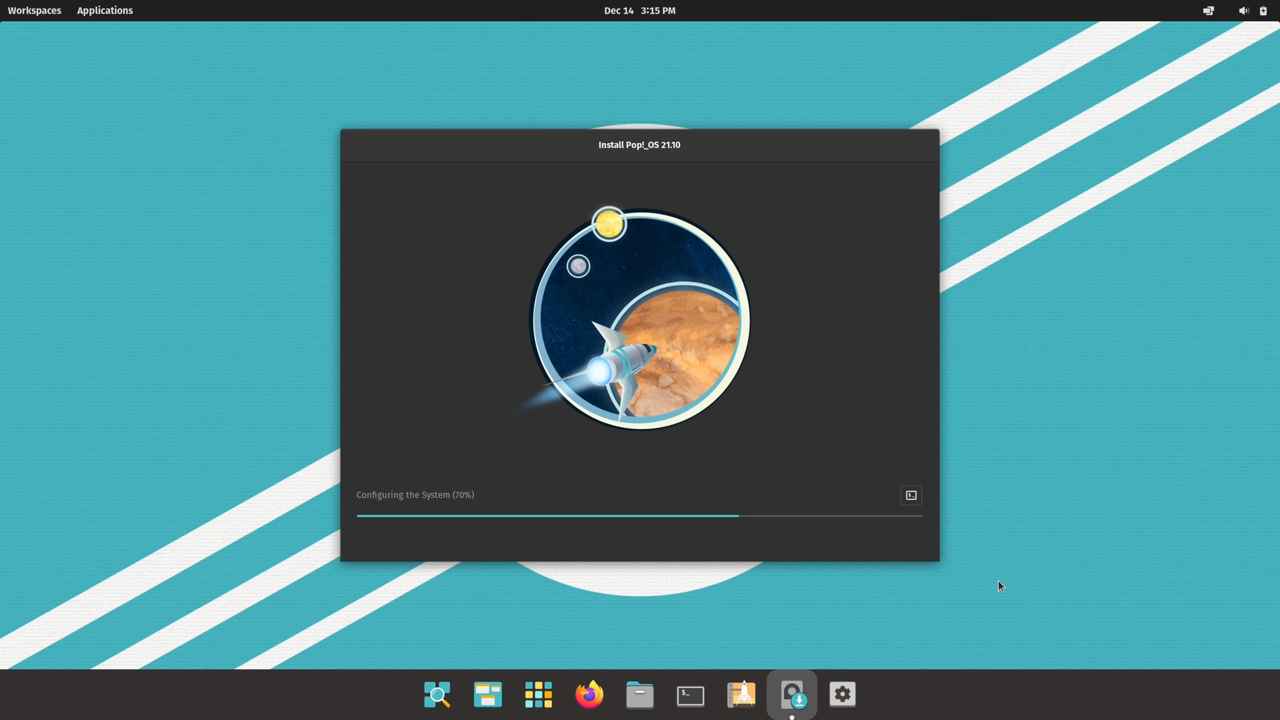 Workspaces Applications Dec 14 3:15 PM
Install Pop!_OS 21.10
Configuring the System (70%)